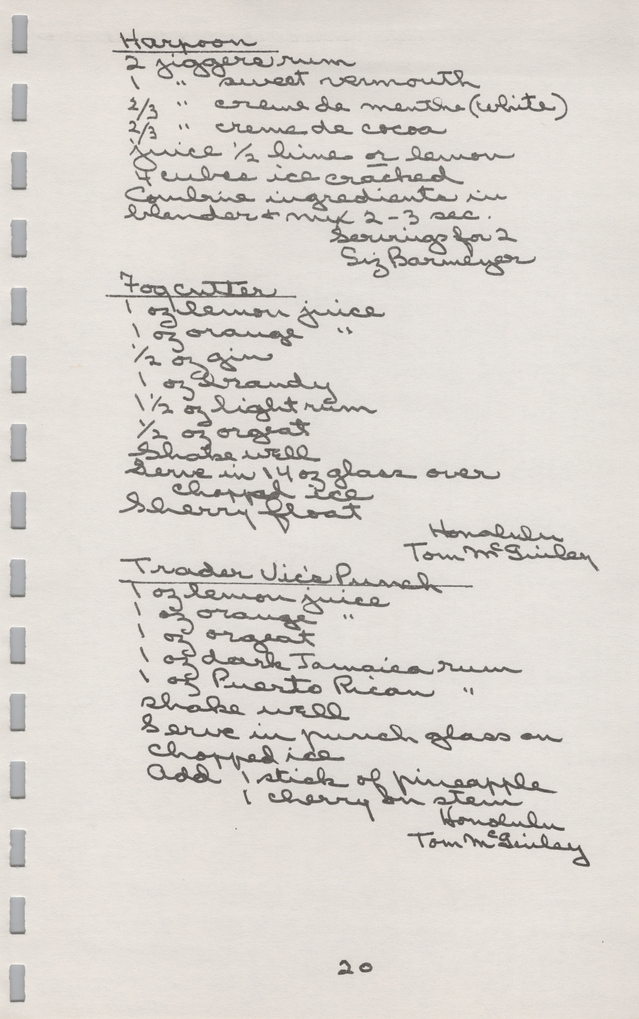 Harpoon
2 jiggers rum
1 " sweet vermouth
2/3 " creme de menthe (white)
2/3 " creme de cocoa
juice 1/2 lime or lemon
4 cubes ice cracked
Combine ingredients in
blender & mix 2-3 sec.
Servings for 2
Siz Barmeyer
Fogcutter
1 oz lemon juice
1 oz orange "
1/2 oz gin
1 oz brandy
1 1/2 oz light rum
1/2 oz orgeat
Shake well
Serve in 14 oz glass over
chopped ice
Sherry float
Honolulu
Tom McGinley
Trader Vic's Punch
1 oz lemon juice
1 oz orange "
1 oz orgeat
1 oz dark Jamaica rum
1 oz Puerto Rican "
shake well
Serve in punch glass on
chopped ice
Add 1 stick of pineapple
1 cherry on stem
Honolulu
Tom McGinley
20